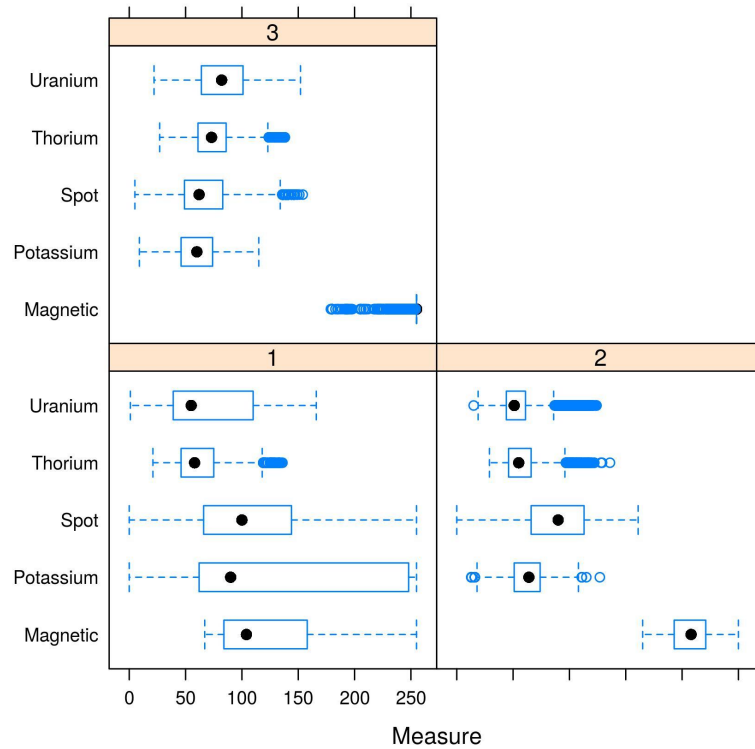 3
Uranium
Thorium
Spot
Potassium
Magnetic
1 2
Uranium
Thorium
Spot
Potassium
Magnetic
0 50 100 150 200 250
Measure